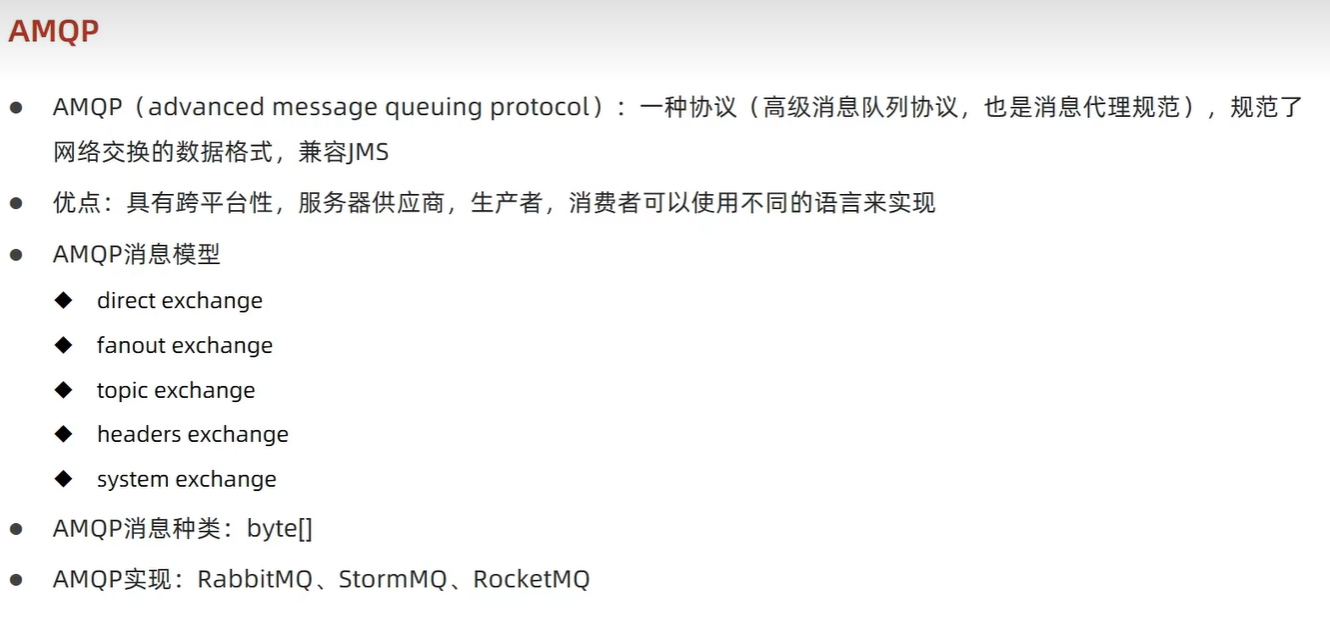 AMQP
● AMQP（advanced message queuing protocol）：一种协议（高级消息队列协议，也是消息代理规范），规范了
网络交换的数据格式，兼容JMS
● 优点：具有跨平台性，服务器供应商，生产者，消费者可以使用不同的语言来实现
● AMQP消息模型
◆ direct exchange
◆ fanout exchange
◆ topic exchange
◆ headers exchange
◆ system exchange
● AMQP消息种类：byte[]
● AMQP实现：RabbitMQ、StormMQ、RocketMQ